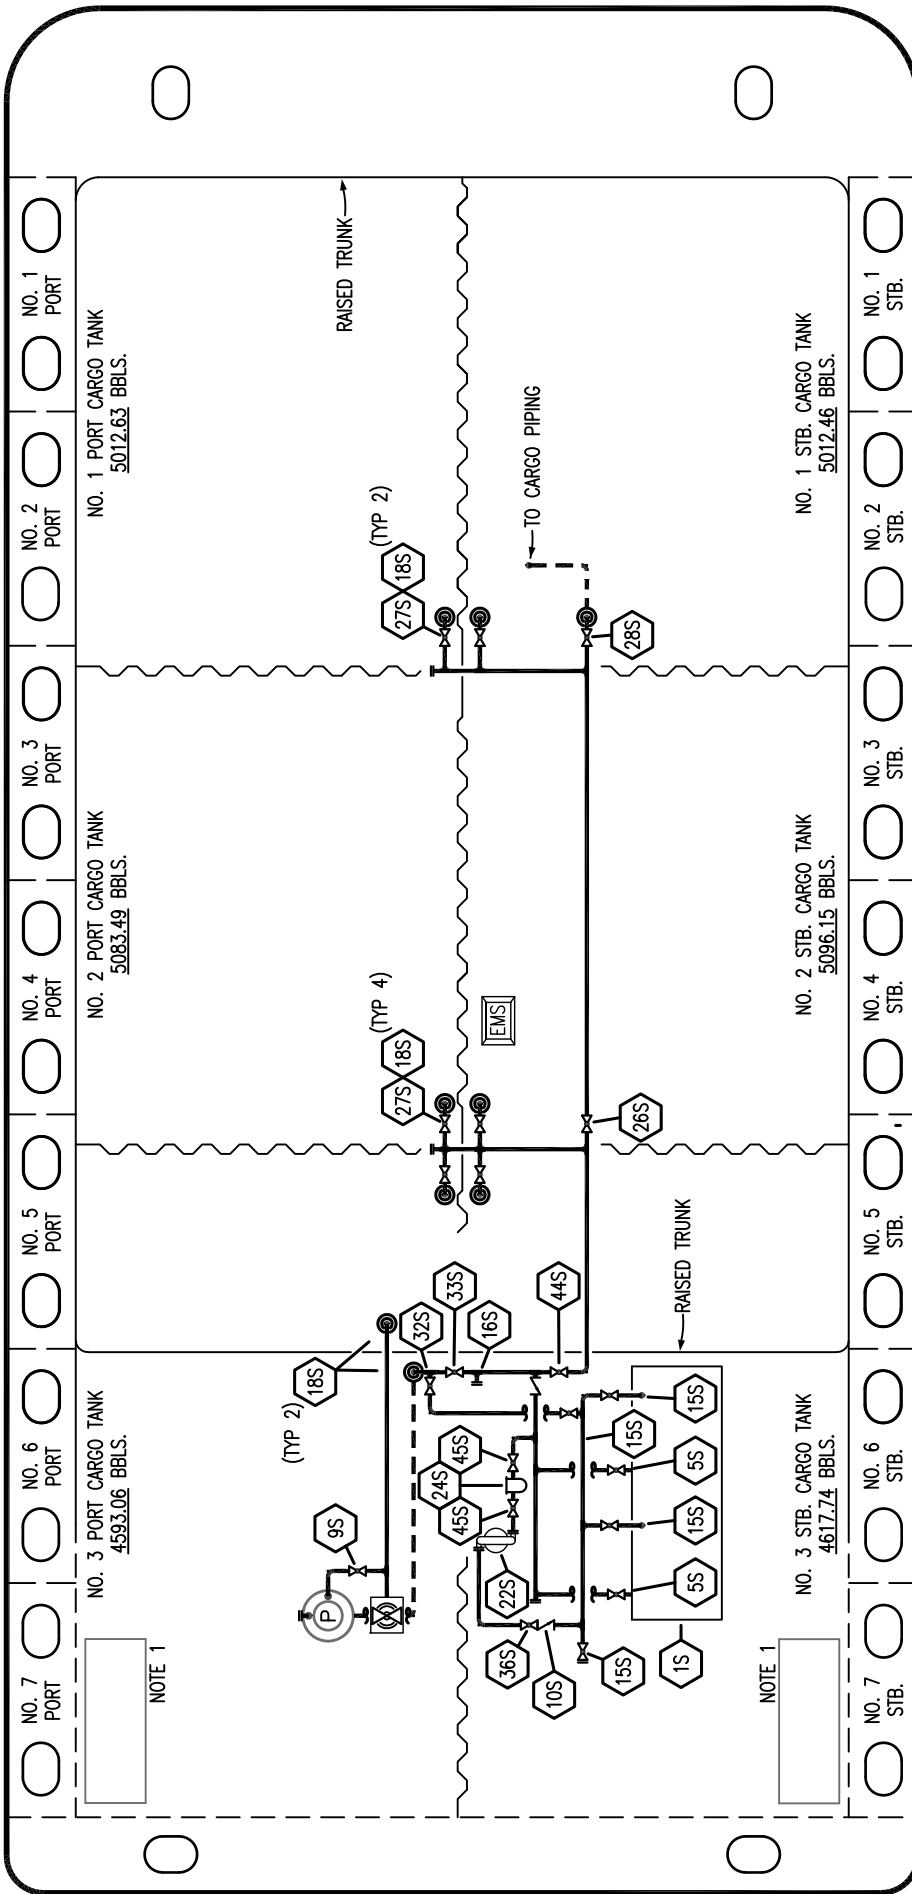 NO. 7
PORT
NO. 6
PORT
NO. 5
PORT
NO. 4
PORT
NO. 3
PORT
NO. 2
PORT
NO. 1
PORT
NOTE 1
NO. 3 PORT CARGO TANK
4593.06 BBLS.
NO. 2 PORT CARGO TANK
5083.49 BBLS.
NO. 1 PORT CARGO TANK
5012.63 BBLS.
RAISED TRUNK
(TYP 2)
18S
9S
P
(TYP 4)
27S
18S
(TYP 2)
27S
18S
32S
33S
16S
44S
EMS
TO CARGO PIPING
45S
24S
45S
22S
36S
10S
15S
1S
15S
15S
5S
15S
5S
26S
28S
RAISED TRUNK
NOTE 1
NO. 3 STB. CARGO TANK
4617.74 BBLS.
NO. 2 STB. CARGO TANK
5096.15 BBLS.
NO. 1 STB. CARGO TANK
5012.46 BBLS.
NO. 7
STB.
NO. 6
STB.
NO. 5
STB.
NO. 4
STB.
NO. 3
STB.
NO. 2
STB.
NO. 1
STB.